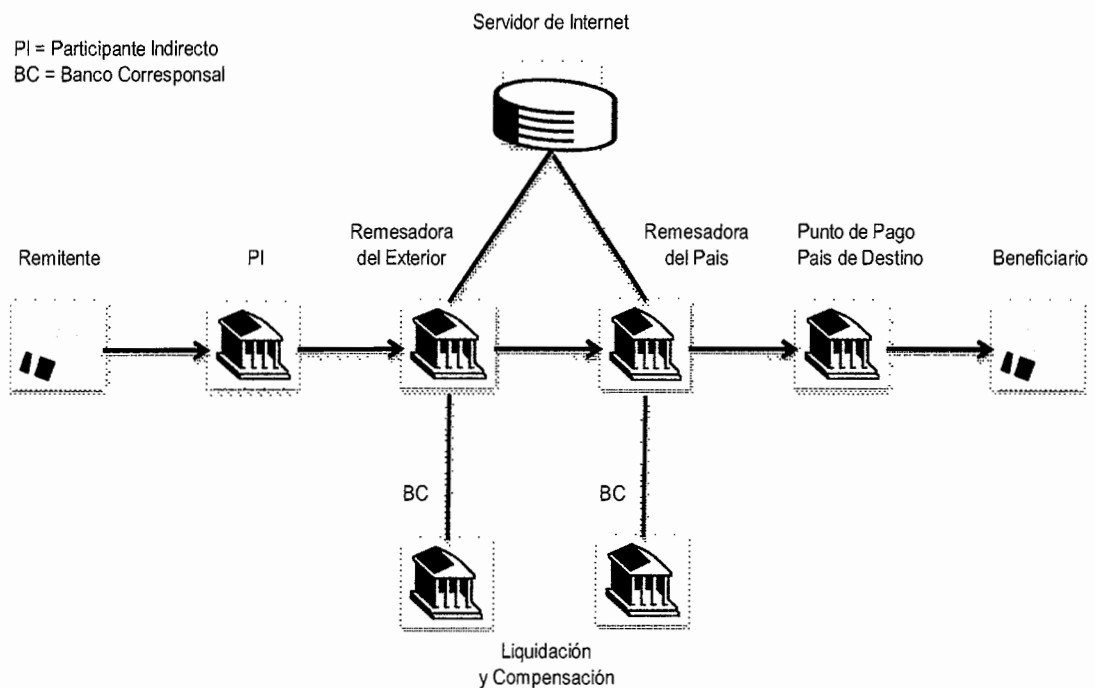 Servidor de Internet
PI = Participante Indirecto
BC = Banco Corresponsal
Remitente
PI
Remesadora
del Exterior
Remesadora
del Pais
Punto de Pago
Pais de Destino
Beneficiario
BC
BC
Liquidación
y Compensación